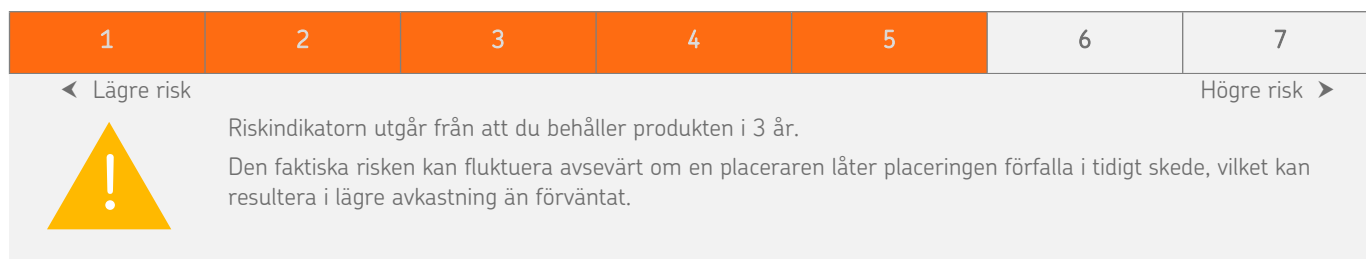 1 2 3 4 5 6 7
Lägre risk Högre risk
Riskindikatorn utgår från att du behåller produkten i 3 år.
Den faktiska risken kan fluktuera avsevärt om en placeraren låter placeringen förfalla i tidigt skede, vilket kan
resultera i lägre avkastning än förväntat.